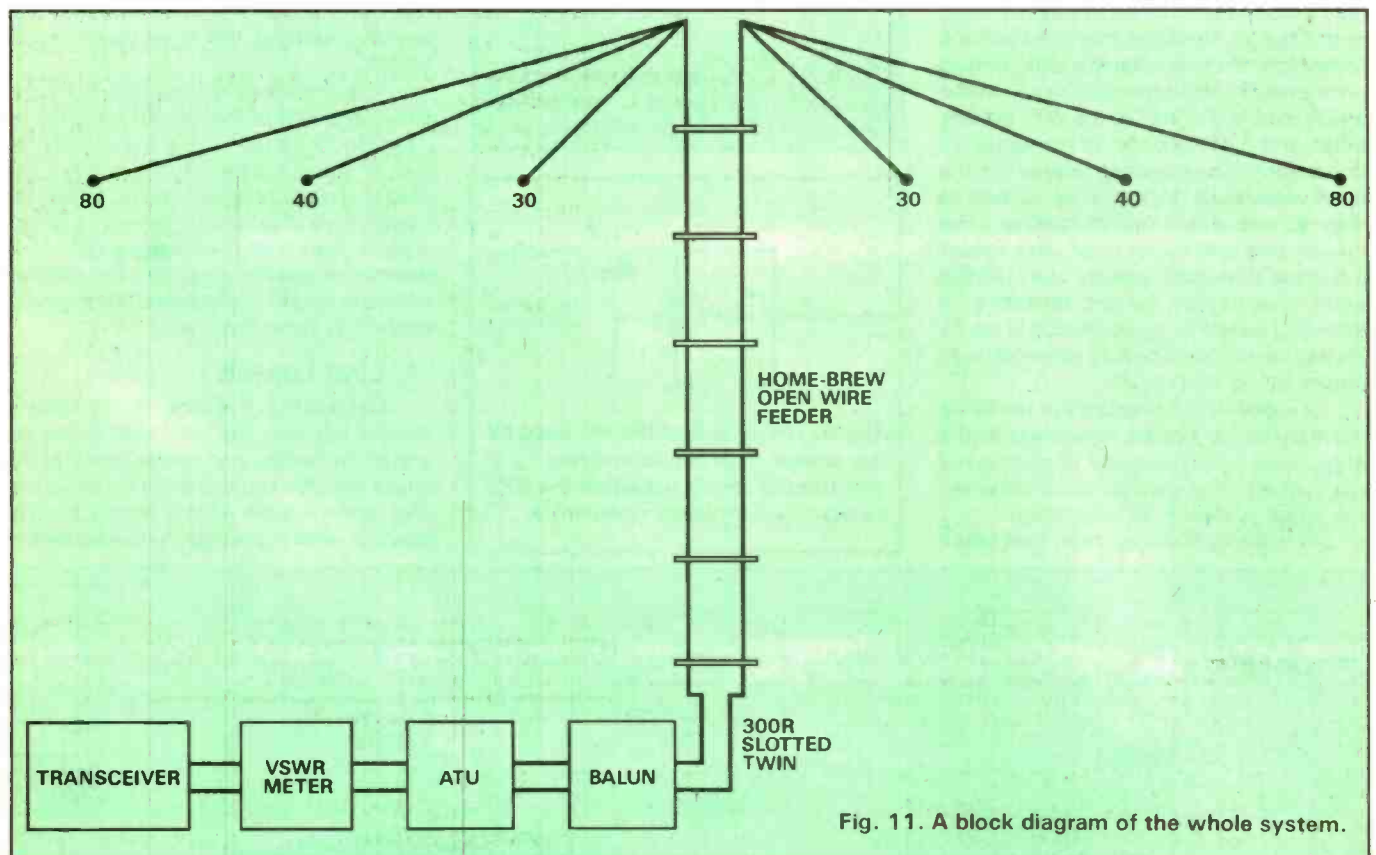 80
40
30
30
40
80
HOME-BREW
OPEN WIRE
FEEDER
300R
SLOTTED
TWIN
TRANSCEIVER
VSWR
METER
ATU
BALUN
Fig. 11. A block diagram of the whole system.